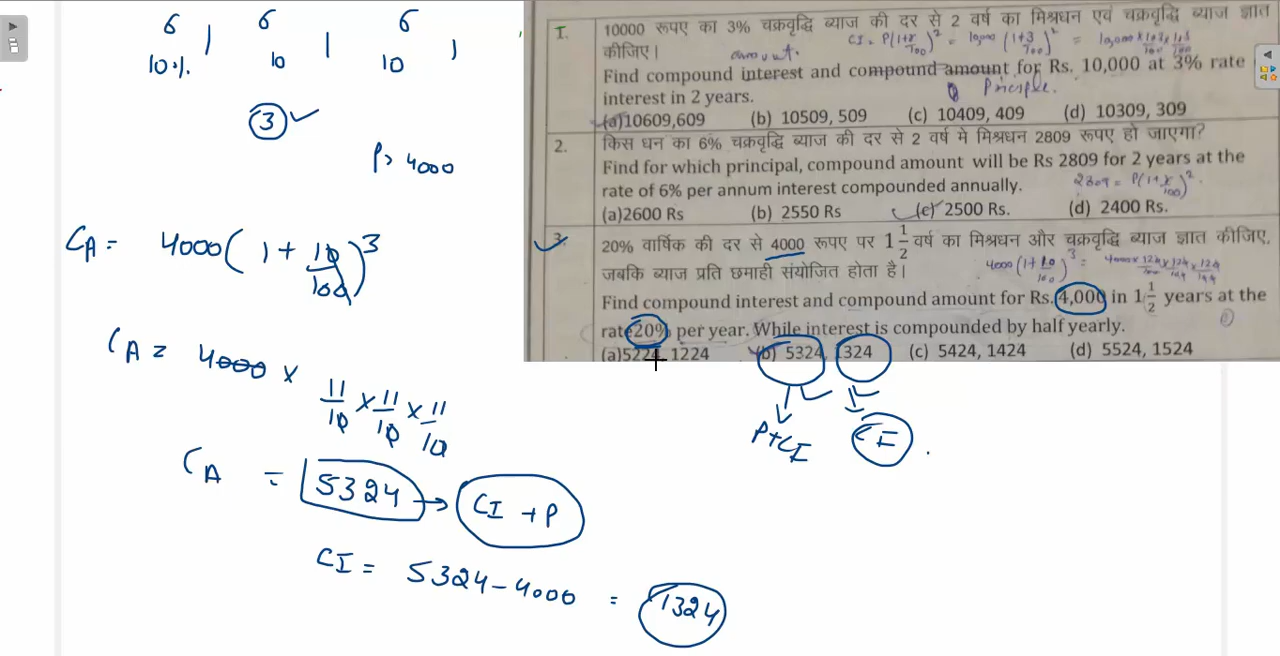 6 | 6 | 6 )
10% 10 10
3 ✓
P> 4000
CA = 4000 ( 1 + 10/100 )^3
CA = 4000 × 11/10 × 11/10 × 11/10
CA = 5324 → CI + P
CI = 5324 - 4000 = 1324
1. 10000 रूपए का 3% चक्रवृद्धि ब्याज की दर से 2 वर्ष का मिश्रधन एवं चक्रवृद्धि ब्याज ज्ञात
कीजिए। amount. CI = P(1+r/100)^2 = 10,000 (1+3/100)^2
Find compound interest and compound amount for Rs. 10,000 at 3% rate
interest in 2 years. Principle.
(a)10609,609 (b) 10509, 509 (c) 10409, 409 (d) 10309, 309
2. किस धन का 6% चक्रवृद्धि ब्याज की दर से 2 वर्ष मे मिश्रधन 2809 रूपए हो जाएगा?
Find for which principal, compound amount will be Rs 2809 for 2 years at the
rate of 6% per annum interest compounded annually. 2809 = P(1+r/100)^2
(a)2600 Rs (b) 2550 Rs (c) 2500 Rs. (d) 2400 Rs.
3. 20% वार्षिक की दर से 4000 रूपए पर 1 1/2 वर्ष का मिश्रधन और चक्रवृद्धि ब्याज ज्ञात कीजिए,
जबकि ब्याज प्रति छमाही संयोजित होता है। 4000 (1+10/100)^3 =
Find compound interest and compound amount for Rs. 4,000 in 1 1/2 years at the
rate 20% per year. While interest is compounded by half yearly.
(a)5224, 1224 (b) 5324, 1324 (c) 5424, 1424 (d) 5524, 1524
P+CI CI